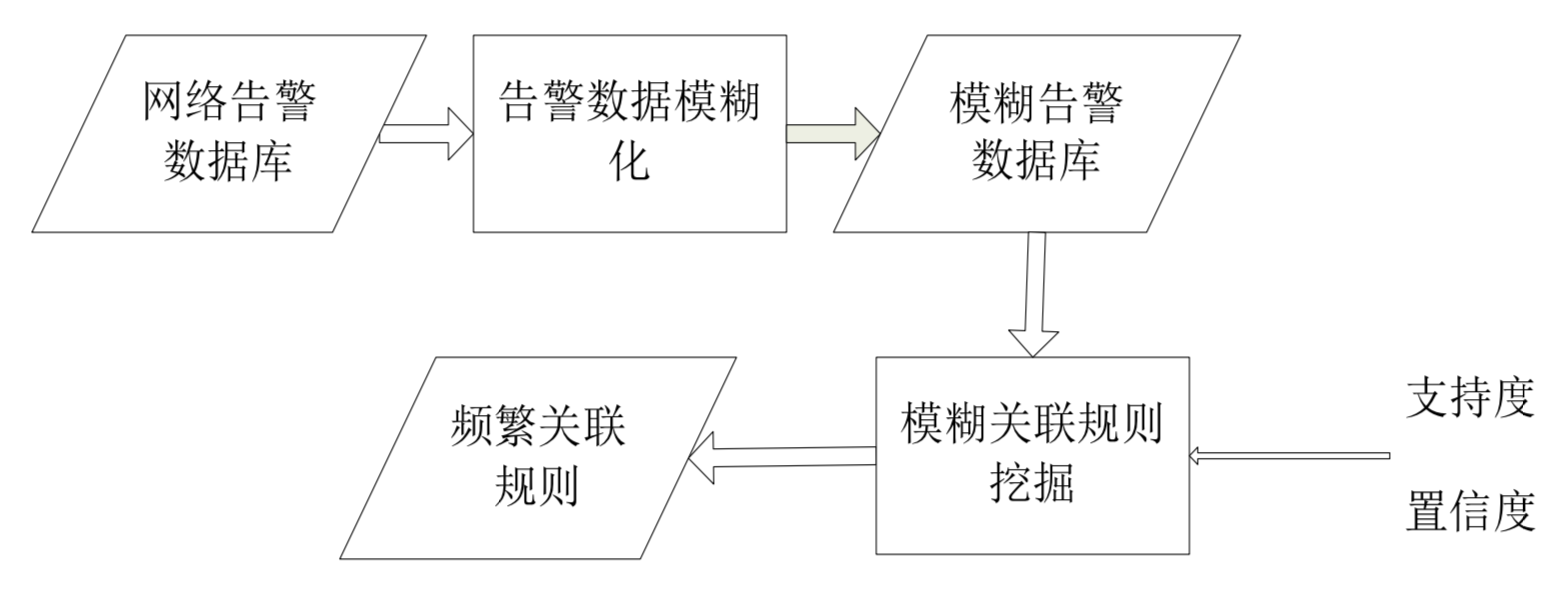 网络告警
数据库
告警数据模糊
化
模糊告警
数据库
频繁关联
规则
模糊关联规则
挖掘
支持度
置信度